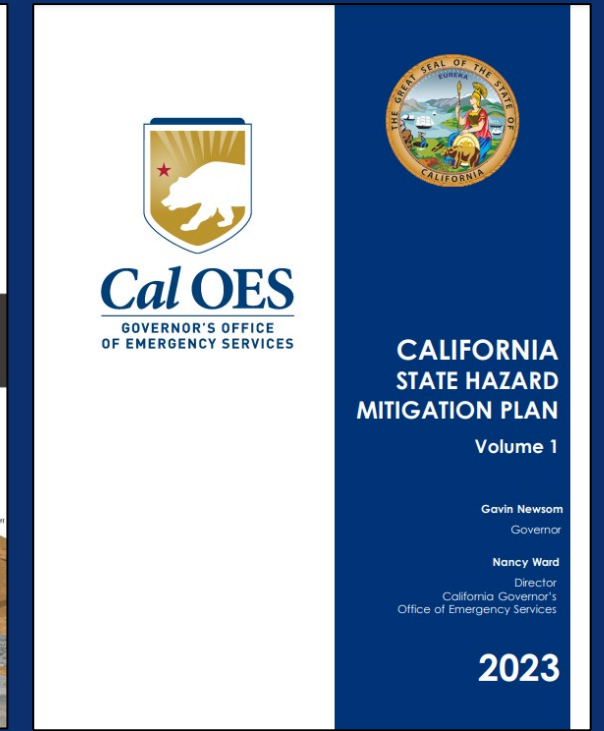 THE GREAT SEAL OF THE STATE OF CALIFORNIA
EUREKA
Cal OES
GOVERNOR'S OFFICE
OF EMERGENCY SERVICES
CALIFORNIA
STATE HAZARD
MITIGATION PLAN
Volume 1
Gavin Newsom
Governor
Nancy Ward
Director
California Governor's
Office of Emergency Services
2023
"